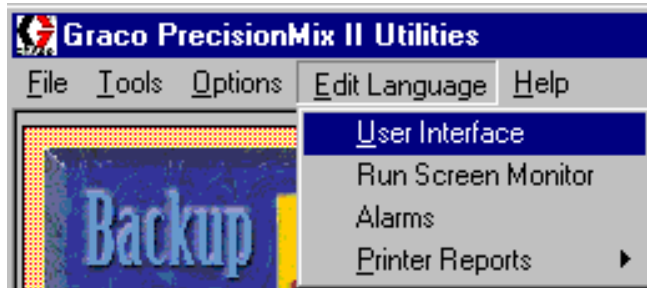 Graco PrecisionMix II Utilities
File Tools Options Edit Language Help
User Interface
Run Screen Monitor
Alarms
Printer Reports
Backup